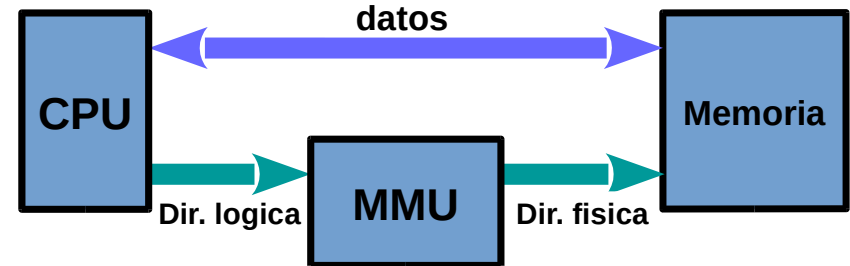 datos
CPU
Memoria
Dir. logica
MMU
Dir. fisica